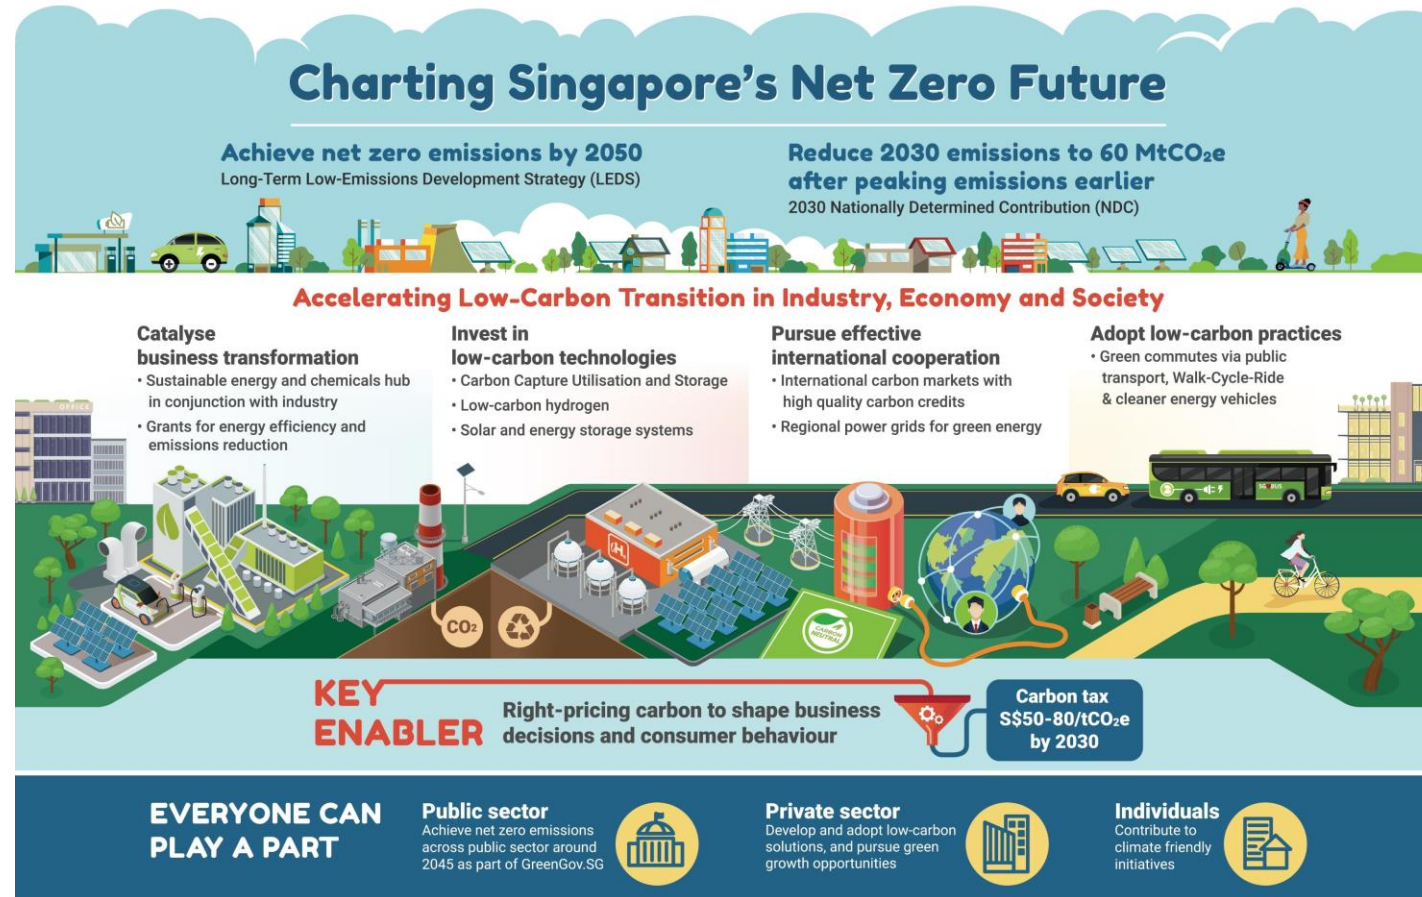 Charting Singapore's Net Zero Future
Achieve net zero emissions by 2050
Long-Term Low-Emissions Development Strategy (LEDS)
Reduce 2030 emissions to 60 MtCO₂e
after peaking emissions earlier
2030 Nationally Determined Contribution (NDC)
Accelerating Low-Carbon Transition in Industry, Economy and Society
Catalyse
business transformation
• Sustainable energy and chemicals hub
in conjunction with industry
• Grants for energy efficiency and
emissions reduction
Invest in
low-carbon technologies
• Carbon Capture Utilisation and Storage
• Low-carbon hydrogen
• Solar and energy storage systems
Pursue effective
international cooperation
• International carbon markets with
high quality carbon credits
• Regional power grids for green energy
Adopt low-carbon practices
• Green commutes via public
transport, Walk-Cycle-Ride
& cleaner energy vehicles
OFFICE
SG BUS
H₂
CO₂
CARBON
NEUTRAL
KEY
ENABLER
Right-pricing carbon to shape business
decisions and consumer behaviour
Carbon tax
S$50-80/tCO₂e
by 2030
EVERYONE CAN
PLAY A PART
Public sector
Achieve net zero emissions
across public sector around
2045 as part of GreenGov.SG
Private sector
Develop and adopt low-carbon
solutions, and pursue green
growth opportunities
Individuals
Contribute to
climate friendly
initiatives